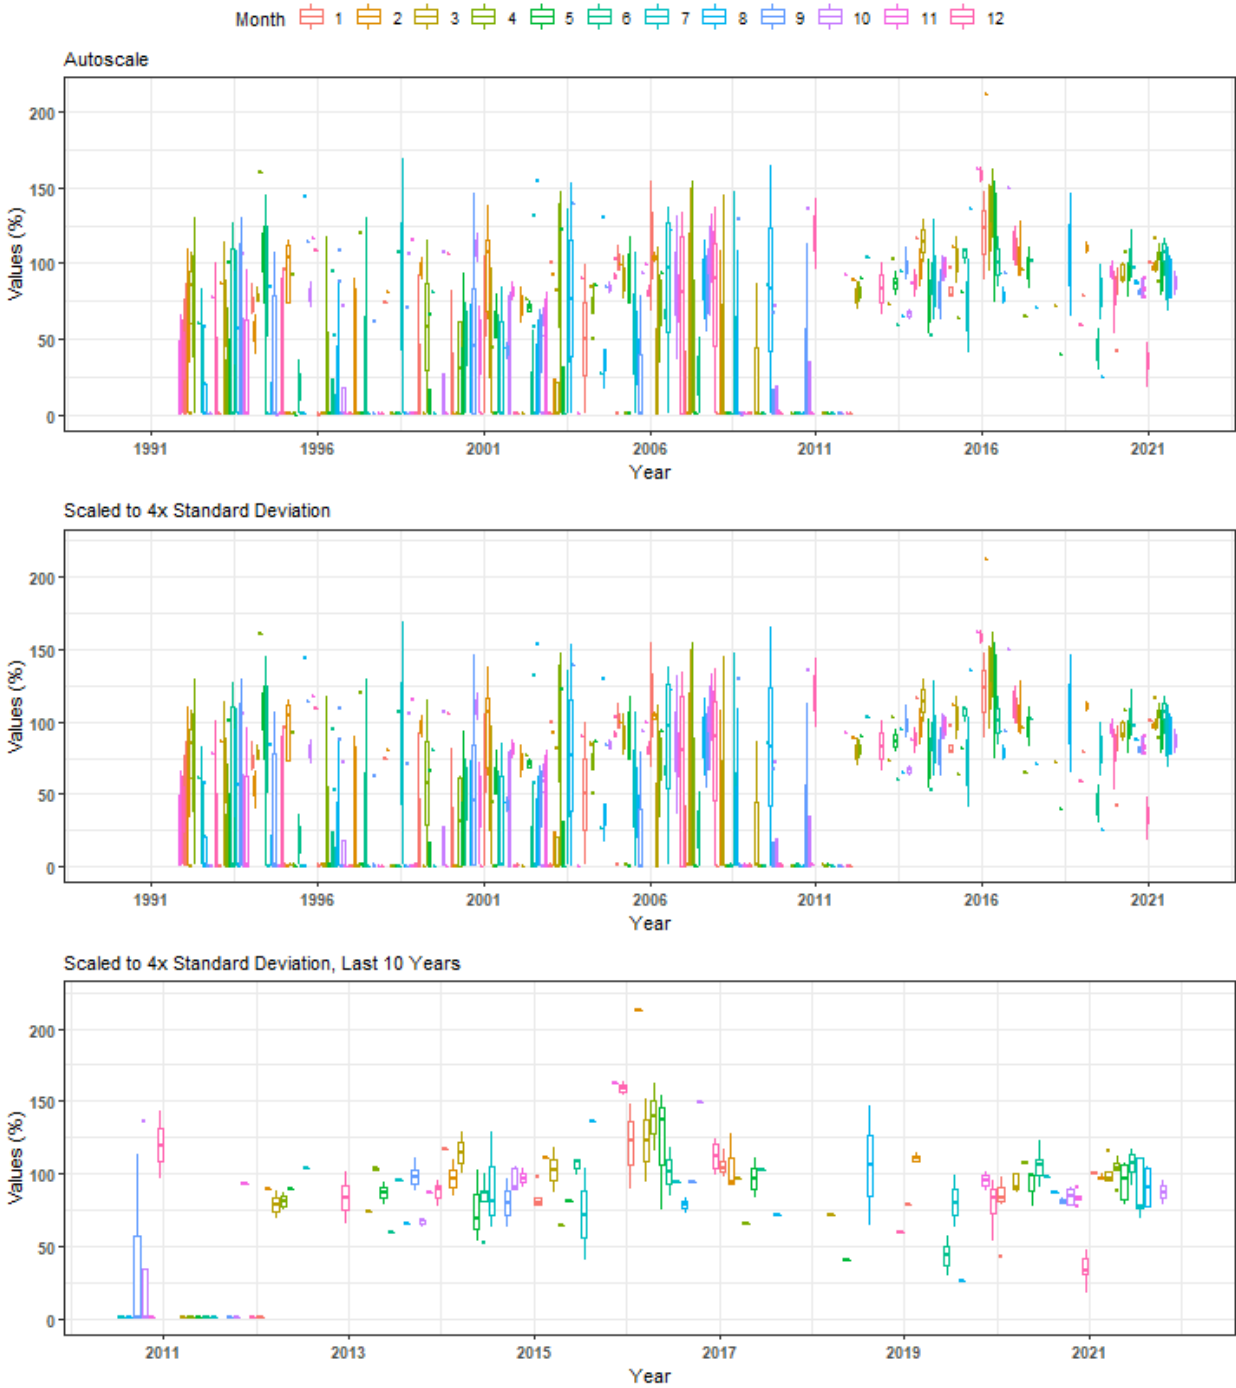 Month 1 2 3 4 5 6 7 8 9 10 11 12
Autoscale
200
150
100
50
0
Values (%)
1991 1996 2001 2006 2011 2016 2021
Year
Scaled to 4x Standard Deviation
200
150
100
50
0
Values (%)
1991 1996 2001 2006 2011 2016 2021
Year
Scaled to 4x Standard Deviation, Last 10 Years
200
150
100
50
0
Values (%)
2011 2013 2015 2017 2019 2021
Year